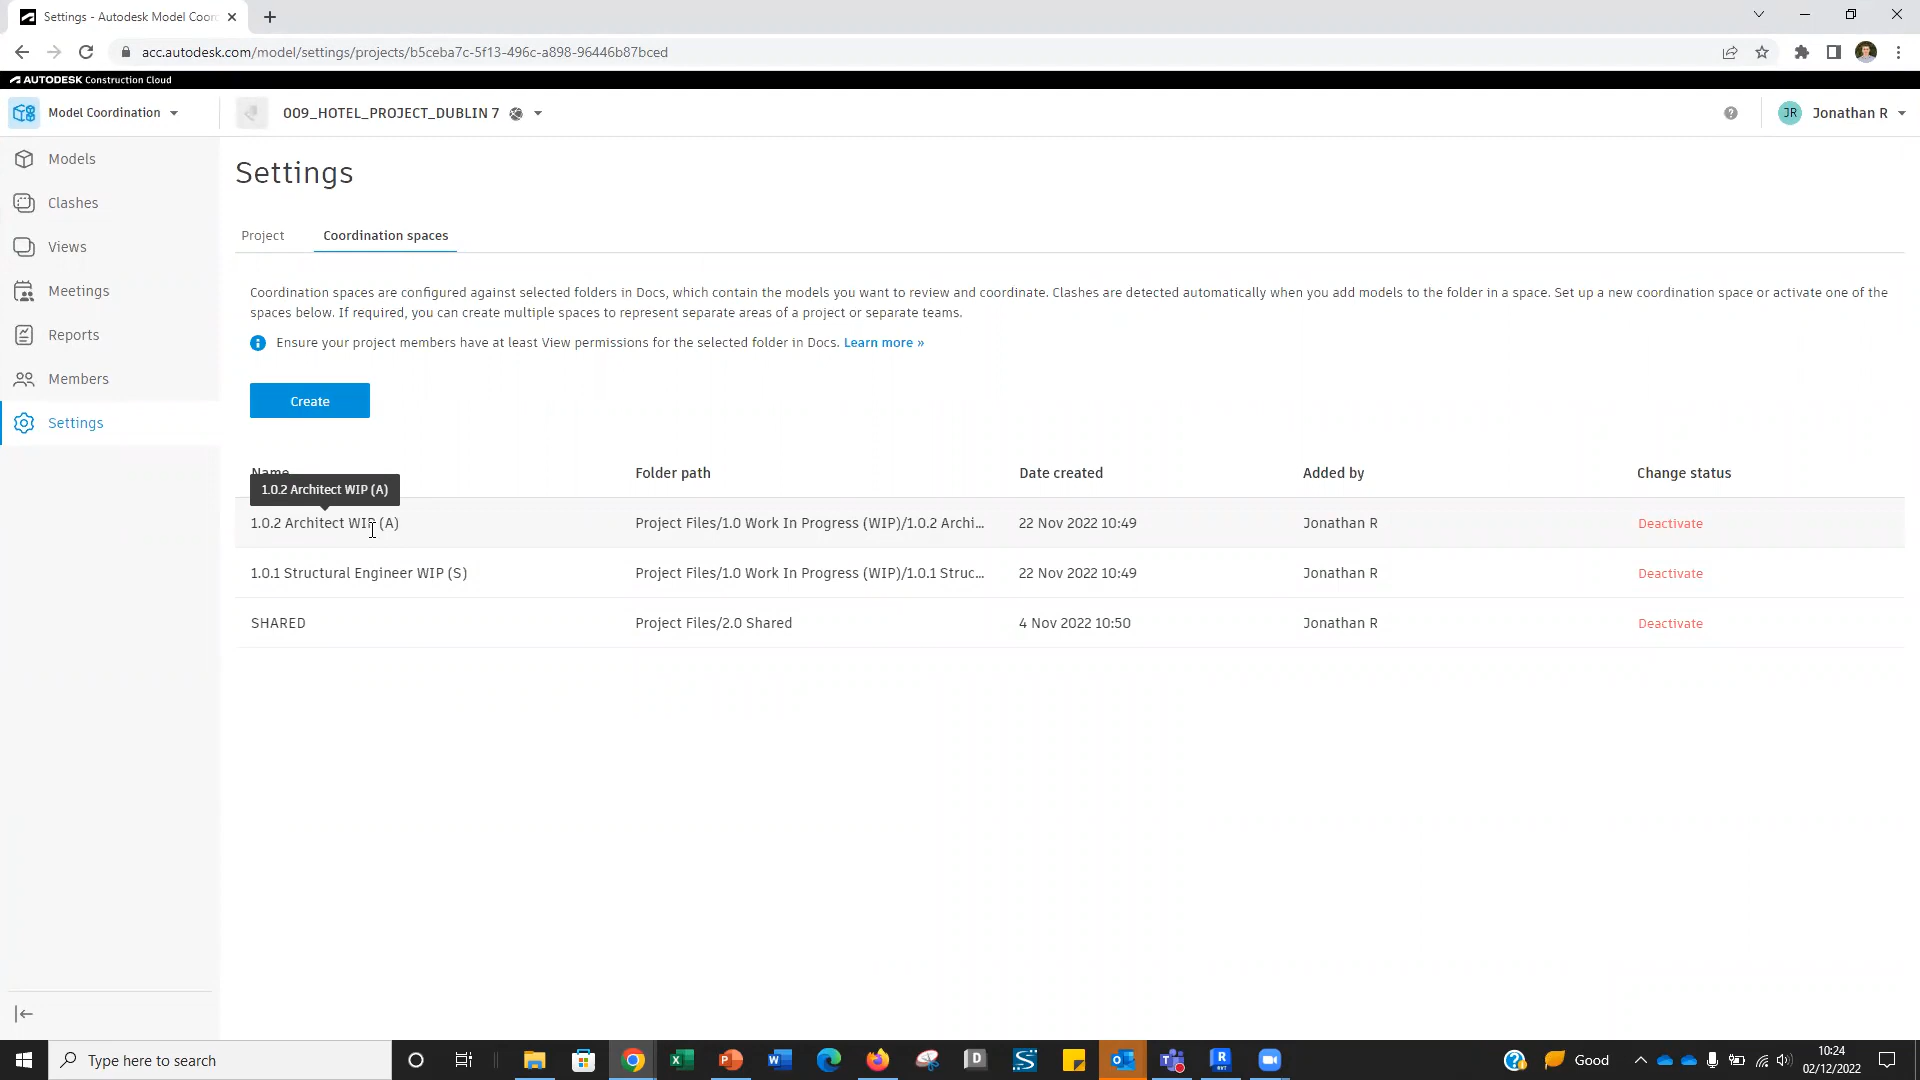 Settings - Autodesk Model Coor
acc.autodesk.com/model/settings/projects/b5ceba7c-5f13-496c-a898-96446b87bced
AUTODESK Construction Cloud
Model Coordination
009_HOTEL_PROJECT_DUBLIN 7
JR Jonathan R
Models
Clashes
Views
Meetings
Reports
Members
Settings
Settings
Project Coordination spaces
Coordination spaces are configured against selected folders in Docs, which contain the models you want to review and coordinate. Clashes are detected automatically when you add models to the folder in a space. Set up a new coordination space or activate one of the
spaces below. If required, you can create multiple spaces to represent separate areas of a project or separate teams.
Ensure your project members have at least View permissions for the selected folder in Docs. Learn more »
Create
Name Folder path Date created Added by Change status
1.0.2 Architect WIP (A)
1.0.2 Architect WIP (A) Project Files/1.0 Work In Progress (WIP)/1.0.2 Archi... 22 Nov 2022 10:49 Jonathan R Deactivate
1.0.1 Structural Engineer WIP (S) Project Files/1.0 Work In Progress (WIP)/1.0.1 Struc... 22 Nov 2022 10:49 Jonathan R Deactivate
SHARED Project Files/2.0 Shared 4 Nov 2022 10:50 Jonathan R Deactivate
Type here to search
Good
10:24
02/12/2022